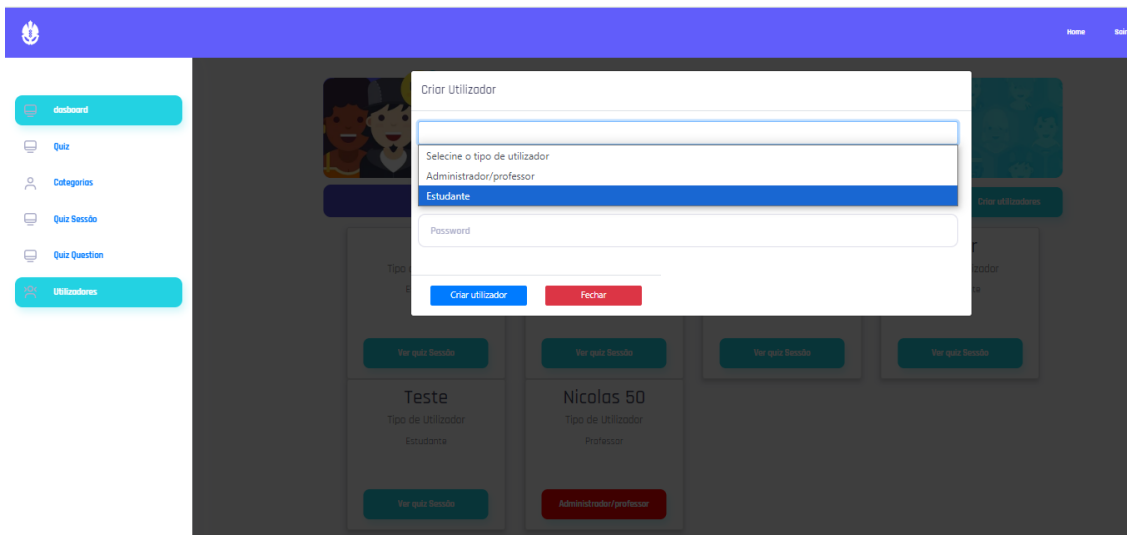 Home Sair
dasboard
Quiz
Categorias
Quiz Sessão
Quiz Question
Utilizadores
Criar Utilizador
Selecine o tipo de utilizador
Administrador/professor
Estudante
Password
Criar utilizador Fechar
Criar utilizadores
Ver quiz Sessão Ver quiz Sessão Ver quiz Sessão Ver quiz Sessão
Teste Nicolas 50
Tipo de Utilizador Tipo de Utilizador
Estudante Professor
Ver quiz Sessão Administrador/professor